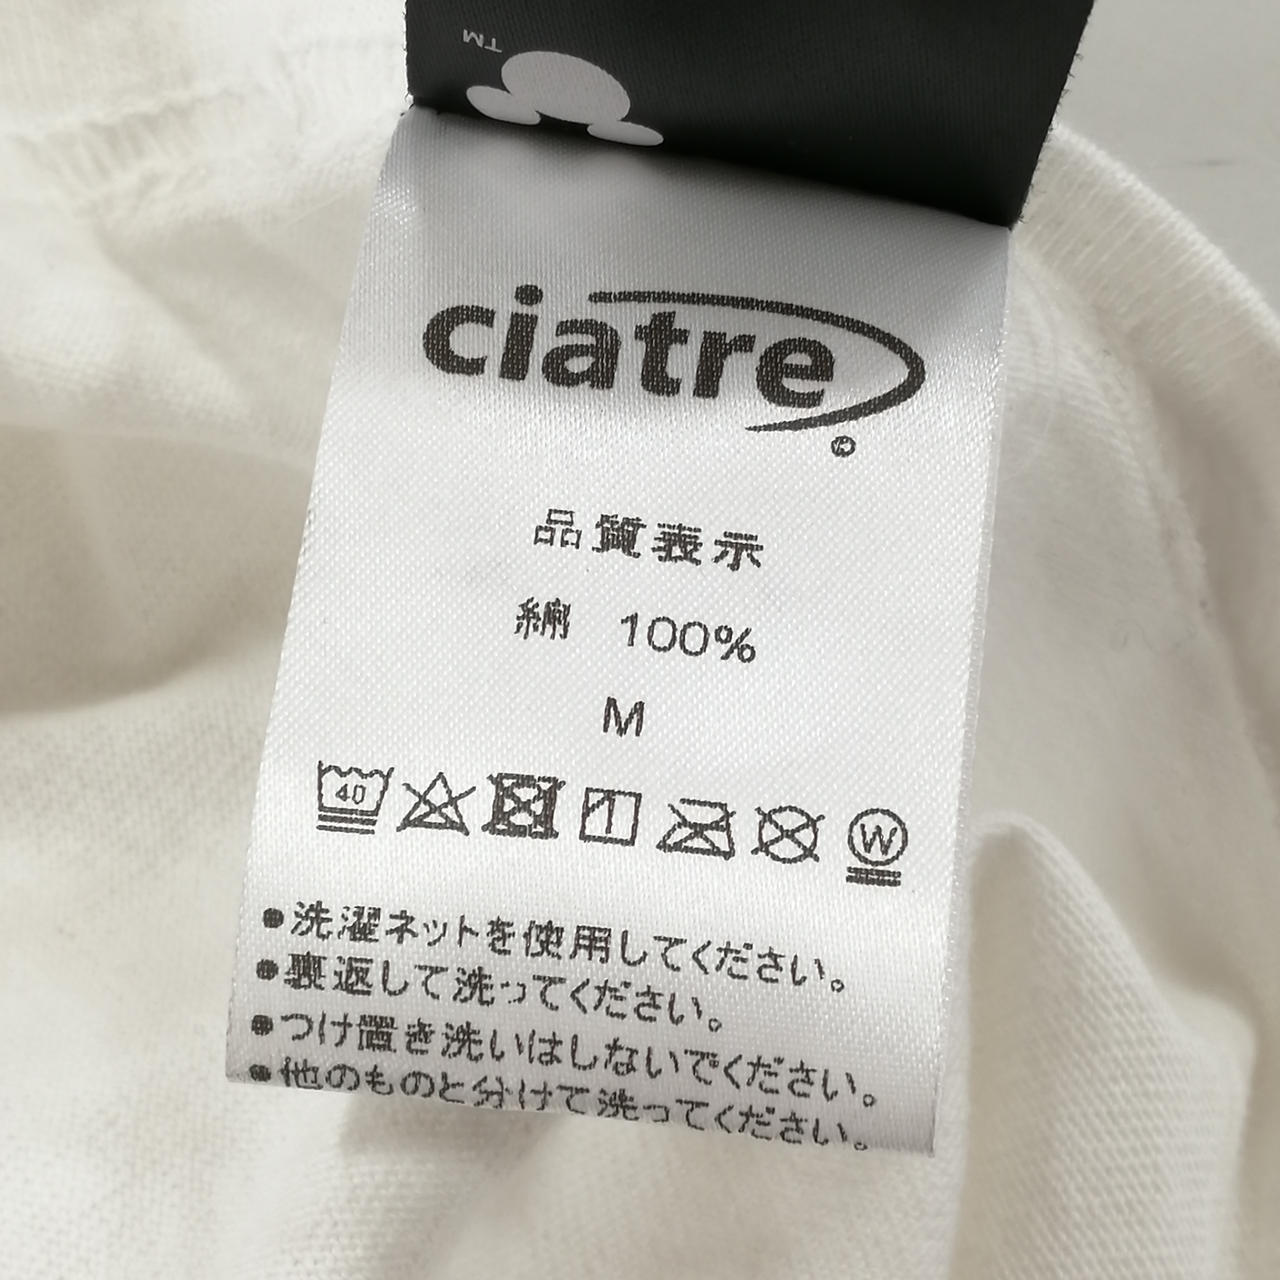 TM
ciatre
®
品質表示
綿 100%
M
40
W
●洗濯ネットを使用してください。
●裏返して洗ってください。
●つけ置き洗いはしないでください。
●他のものと分けて洗ってください。